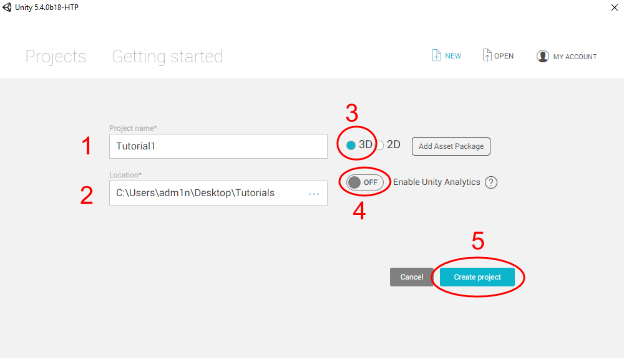 Unity 5.4.0b18-HTP
Projects Getting started NEW OPEN MY ACCOUNT
3
Project name*
1 Tutorial1 3D 2D Add Asset Package
Location*
2 C:\Users\adm1n\Desktop\Tutorials ... OFF Enable Unity Analytics ?
4
5
Cancel Create project